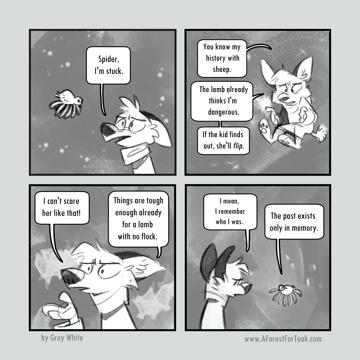 Spider,
I'm stuck.
You know my
history with
sheep.
The lamb already
thinks I'm
dangerous.
If the kid finds
out, she'll flip.
I can't scare
her like that!
Things are tough
enough already
for a lamb
with no flock.
I mean,
I remember
who I was.
The past exists
only in memory.
by Grey White
www.AForestForTeak.com